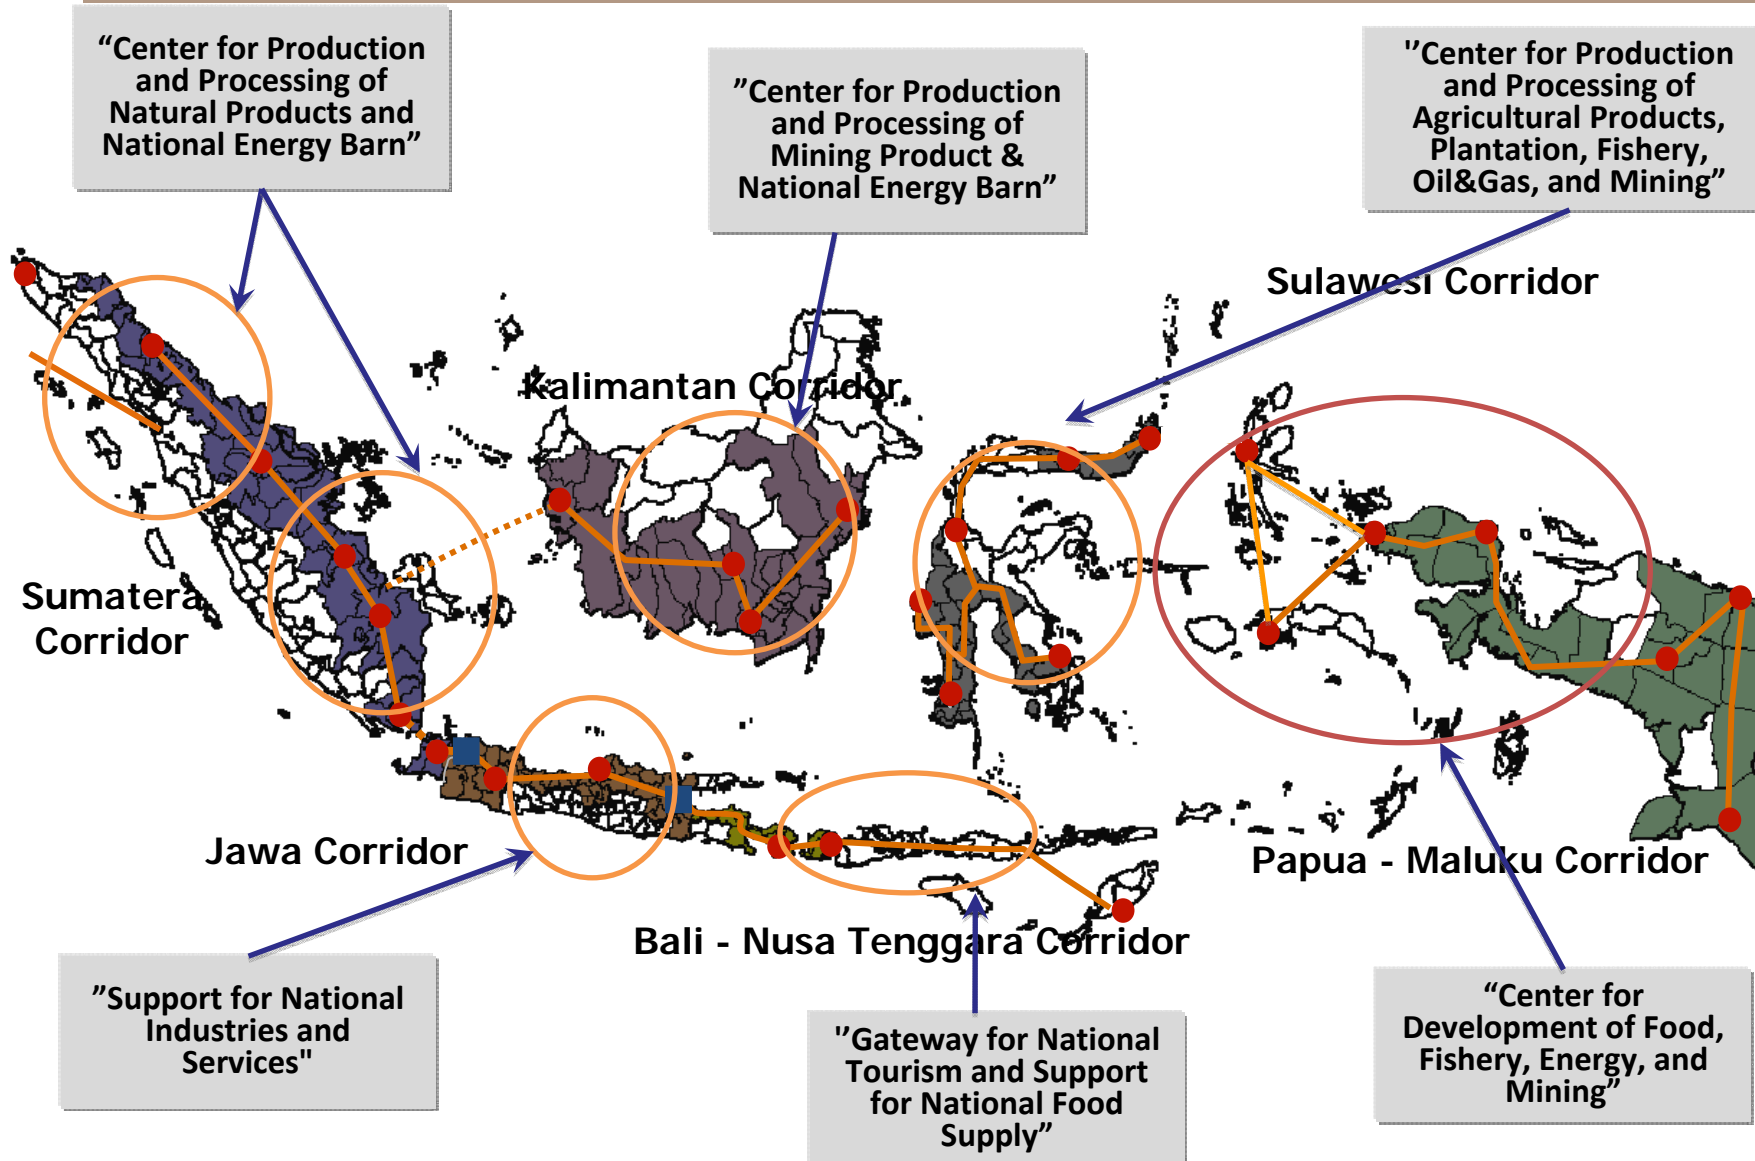 “Center for Production
and Processing of
Natural Products and
National Energy Barn”
”Center for Production
and Processing of
Mining Product &
National Energy Barn”
’’Center for Production
and Processing of
Agricultural Products,
Plantation, Fishery,
Oil&Gas, and Mining”
Sulawesi Corridor
Kalimantan Corridor
Sumatera
Corridor
Jawa Corridor
Papua - Maluku Corridor
Bali - Nusa Tenggara Corridor
”Support for National
Industries and
Services"
’’Gateway for National
Tourism and Support
for National Food
Supply”
“Center for
Development of Food,
Fishery, Energy, and
Mining”